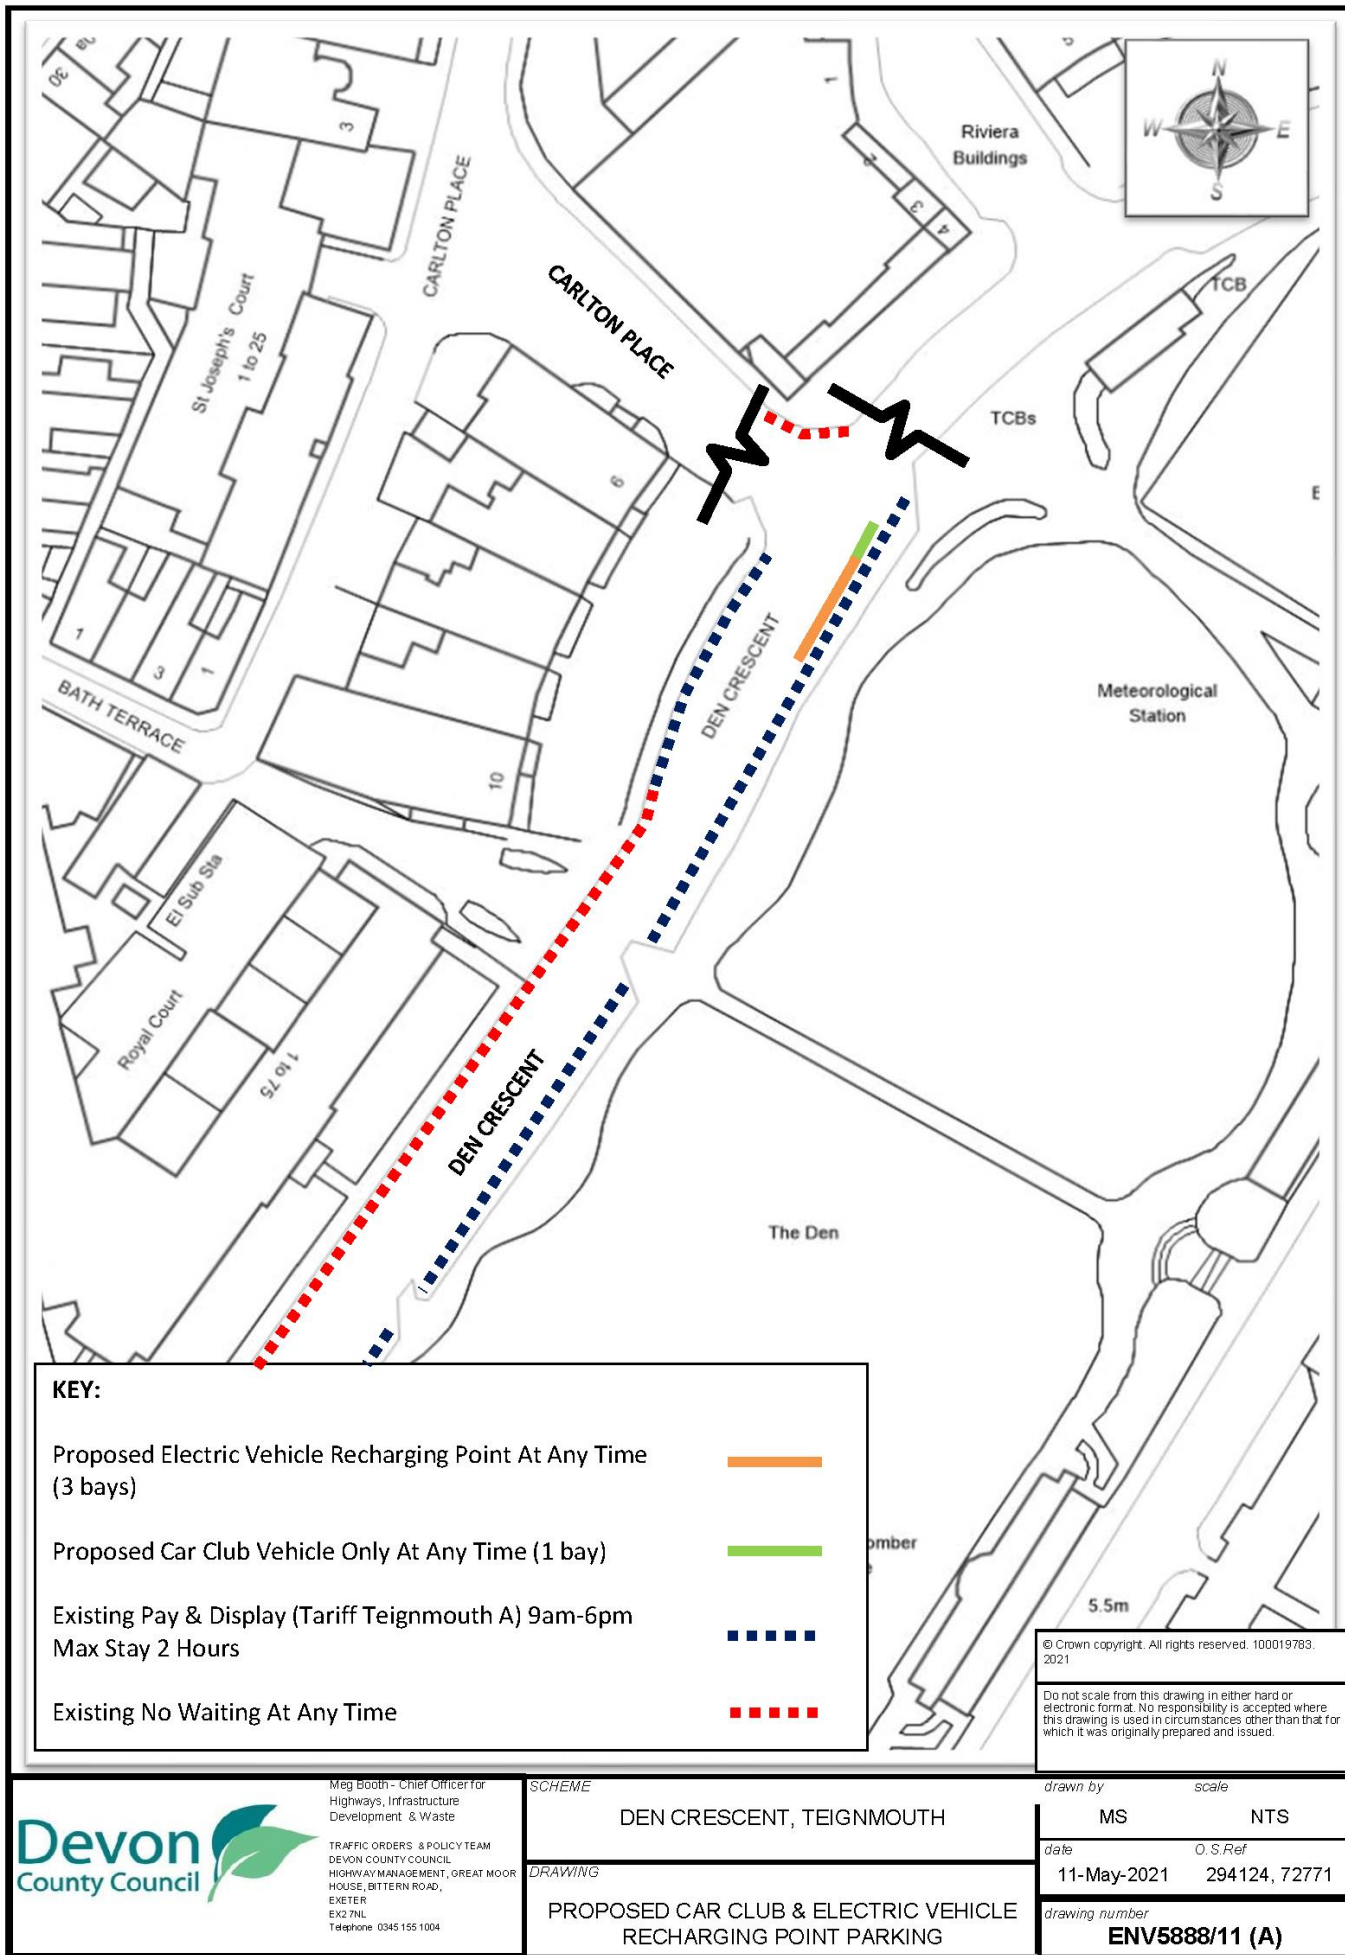 30
3
1
2
3
4
Riviera
Buildings
N
W
E
S
CARLTON PLACE
CARLTON PLACE
TCB
TCBs
St Joseph's Court
1 to 25
6
DEN CRESCENT
1
3
1
BATH TERRACE
10
Meteorological
Station
El Sub Sta
Royal Court
1 to 75
DEN CRESCENT
The Den
omber
5.5m
KEY:
Proposed Electric Vehicle Recharging Point At Any Time
(3 bays)
Proposed Car Club Vehicle Only At Any Time (1 bay)
Existing Pay & Display (Tariff Teignmouth A) 9am-6pm
Max Stay 2 Hours
Existing No Waiting At Any Time
© Crown copyright. All rights reserved. 100019783.
2021
Do not scale from this drawing in either hard or
electronic format. No responsibility is accepted where
this drawing is used in circumstances other than that for
which it was originally prepared and issued.
Devon
County Council
Meg Booth - Chief Officer for
Highways, Infrastructure
Development & Waste
TRAFFIC ORDERS & POLICY TEAM
DEVON COUNTY COUNCIL
HIGHWAY MANAGEMENT, GREAT MOOR
HOUSE, BITTERN ROAD,
EXETER
EX2 7NL
Telephone 0345 155 1004
SCHEME
DEN CRESCENT, TEIGNMOUTH
DRAWING
PROPOSED CAR CLUB & ELECTRIC VEHICLE
RECHARGING POINT PARKING
drawn by
scale
MS
NTS
date
O.S.Ref
11-May-2021
294124, 72771
drawing number
ENV5888/11 (A)